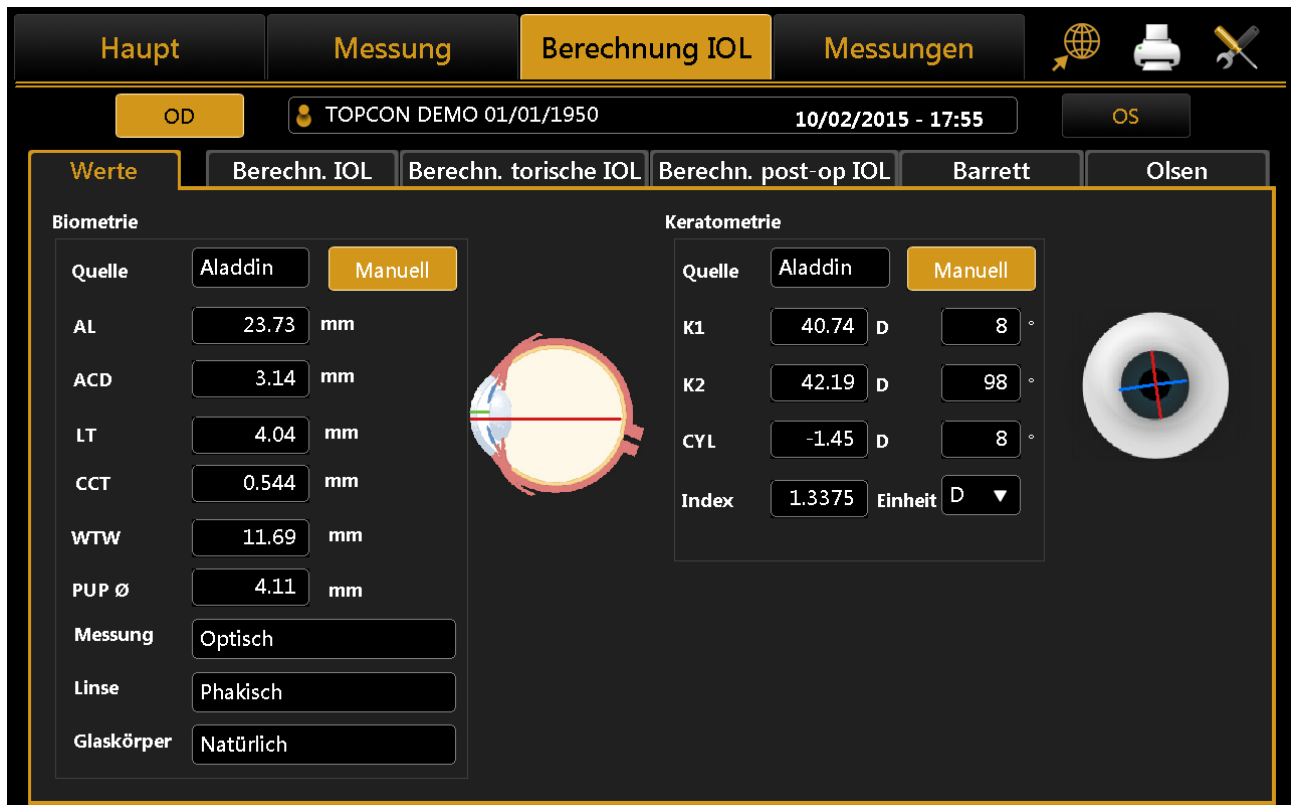 Haupt Messung Berechnung IOL Messungen
OD TOPCON DEMO 01/01/1950 10/02/2015 - 17:55 OS
Werte Berechn. IOL Berechn. torische IOL Berechn. post-op IOL Barrett Olsen
Biometrie
Quelle Aladdin Manuell
AL 23.73 mm
ACD 3.14 mm
LT 4.04 mm
CCT 0.544 mm
WTW 11.69 mm
PUP Ø 4.11 mm
Messung Optisch
Linse Phakisch
Glaskörper Natürlich
Keratometrie
Quelle Aladdin Manuell
K1 40.74 D 8 °
K2 42.19 D 98 °
CYL -1.45 D 8 °
Index 1.3375 Einheit D ▼